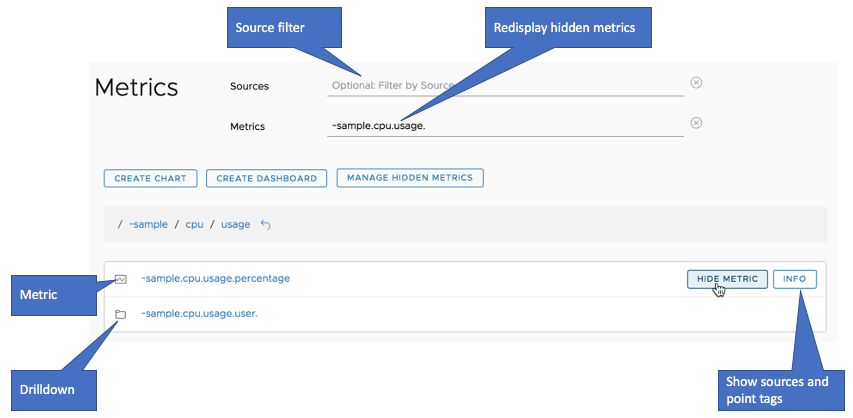 Source filter
Redisplay hidden metrics
Metrics
Sources
Optional: Filter by Source
Metrics
~sample.cpu.usage.
CREATE CHART
CREATE DASHBOARD
MANAGE HIDDEN METRICS
/ ~sample / cpu / usage
Metric
~sample.cpu.usage.percentage
HIDE METRIC
INFO
~sample.cpu.usage.user.
Drilldown
Show sources and
point tags